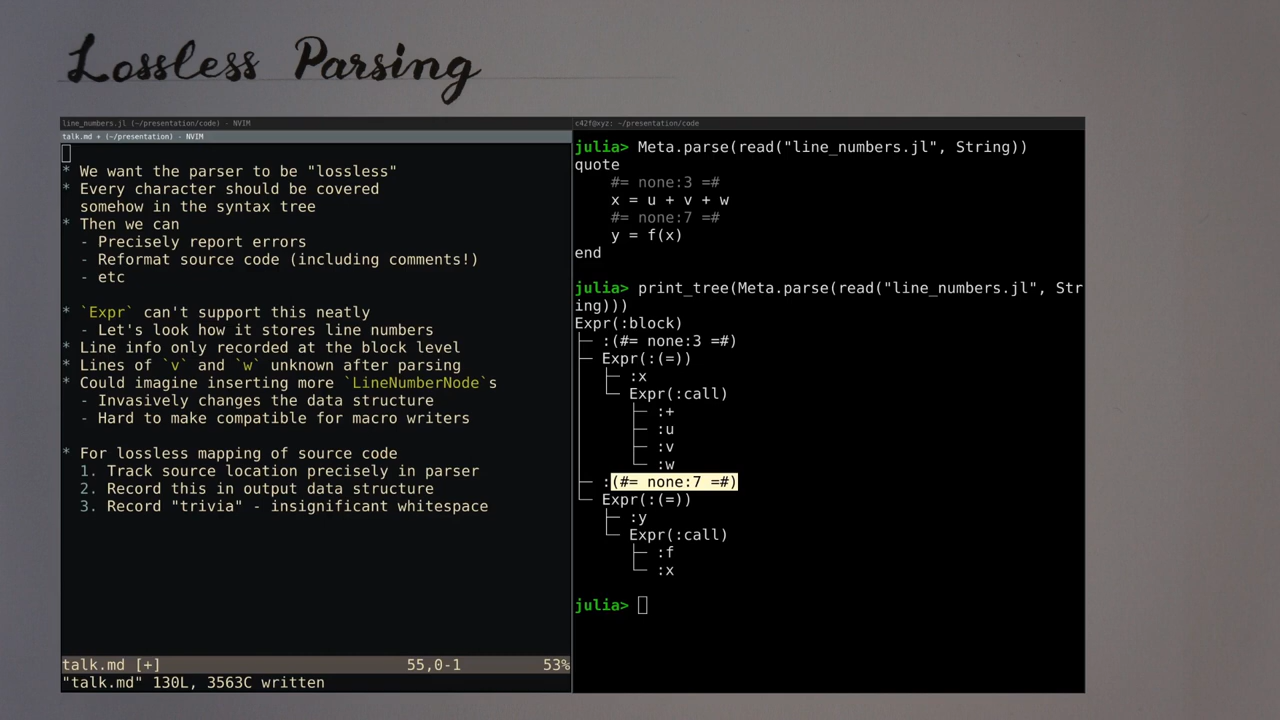 Lossless Parsing
line_numbers.jl (~/presentation/code) - NVIM
talk.md + (~/presentation) - NVIM
* We want the parser to be "lossless"
* Every character should be covered
somehow in the syntax tree
* Then we can
- Precisely report errors
- Reformat source code (including comments!)
- etc
* `Expr` can't support this neatly
- Let's look how it stores line numbers
* Line info only recorded at the block level
* Lines of `v` and `w` unknown after parsing
* Could imagine inserting more `LineNumberNode`s
- Invasively changes the data structure
- Hard to make compatible for macro writers
* For lossless mapping of source code
1. Track source location precisely in parser
2. Record this in output data structure
3. Record "trivia" - insignificant whitespace
talk.md [+] 55,0-1 53%
"talk.md" 130L, 3563C written
c42f@xyz: ~/presentation/code
julia> Meta.parse(read("line_numbers.jl", String))
quote
#= none:3 =#
x = u + v + w
#= none:7 =#
y = f(x)
end
julia> print_tree(Meta.parse(read("line_numbers.jl", Str
ing)))
Expr(:block)
├─ :(#= none:3 =#)
├─ Expr(:(=))
│  ├─ :x
│  └─ Expr(:call)
│     ├─ :+
│     ├─ :u
│     ├─ :v
│     └─ :w
├─ :(#= none:7 =#)
└─ Expr(:(=))
   ├─ :y
   └─ Expr(:call)
      ├─ :f
      └─ :x
julia>